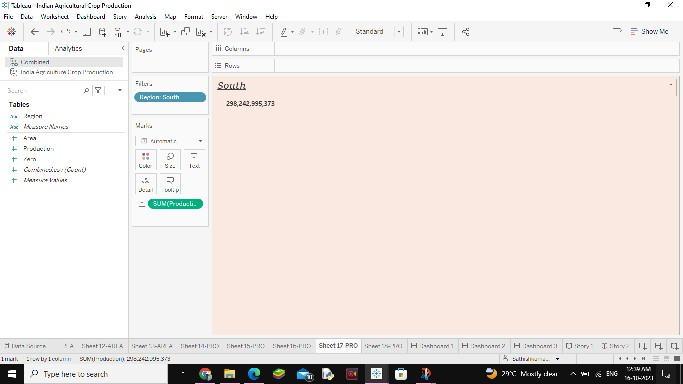 Tableau - Indian Agricultural Crop Production
File Data Worksheet Dashboard Story Analysis Map Format Server Window Help
Standard Show Me
Data Analytics
Pages
Columns
Rows
Combined
India Agriculture Crop Production
Search
Tables
Region
Measure Names
Area
Production
Zero
Measure Values
Filters
Region: South
Marks
Automatic
Color Size Text
Detail Tooltip
SUM(Producti..
South
298,242,995,373
Data Source Sheet 12-AREA Sheet 13-AREA Sheet 14-PRO Sheet 15-PRO Sheet 16-PRO Sheet 17 PRO Sheet 18-PRO Dashboard 1 Dashboard 2 Dashboard 3 Story 1 Story 2
1 mark 1 row by 1 column SUM(Production): 298,242,995,373
Type here to search
29°C Mostly clear
ENG
12:39 AM
16-10-2023